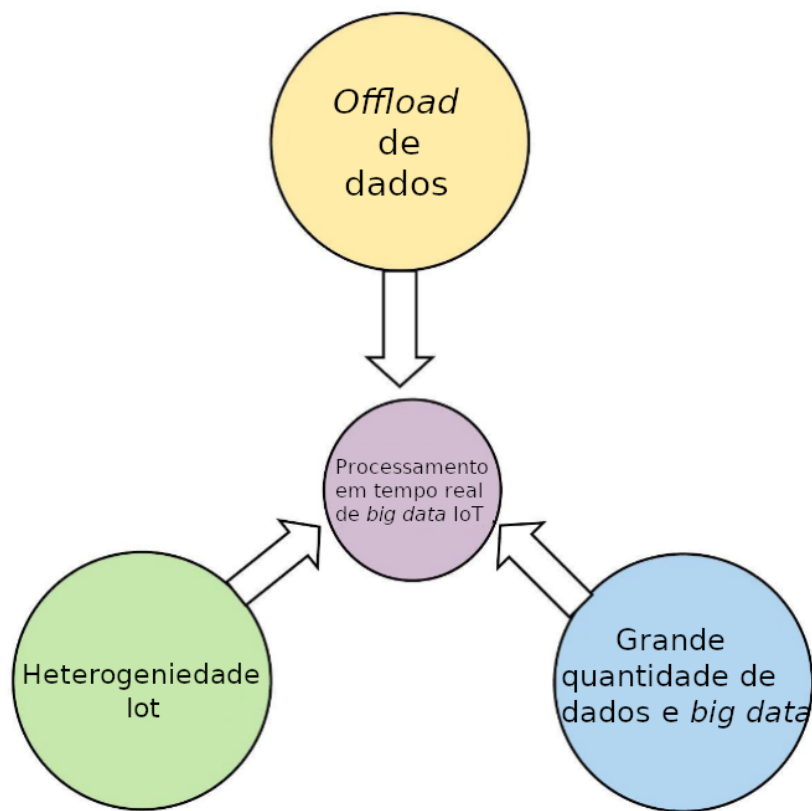 Offload
de
dados
Processamento
em tempo real
de big data IoT
Heterogeniedade
Iot
Grande
quantidade de
dados e big data